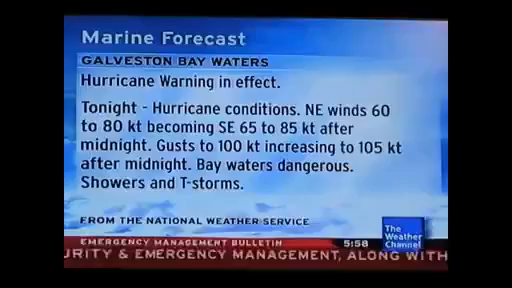 Marine Forecast
GALVESTON BAY WATERS
Hurricane Warning in effect.
Tonight - Hurricane conditions. NE winds 60
to 80 kt becoming SE 65 to 85 kt after
midnight. Gusts to 100 kt increasing to 105 kt
after midnight. Bay waters dangerous.
Showers and T-storms.
FROM THE NATIONAL WEATHER SERVICE
The
Weather
Channel
EMERGENCY MANAGEMENT BULLETIN
5:58
URITY & EMERGENCY MANAGEMENT, ALONG WITH